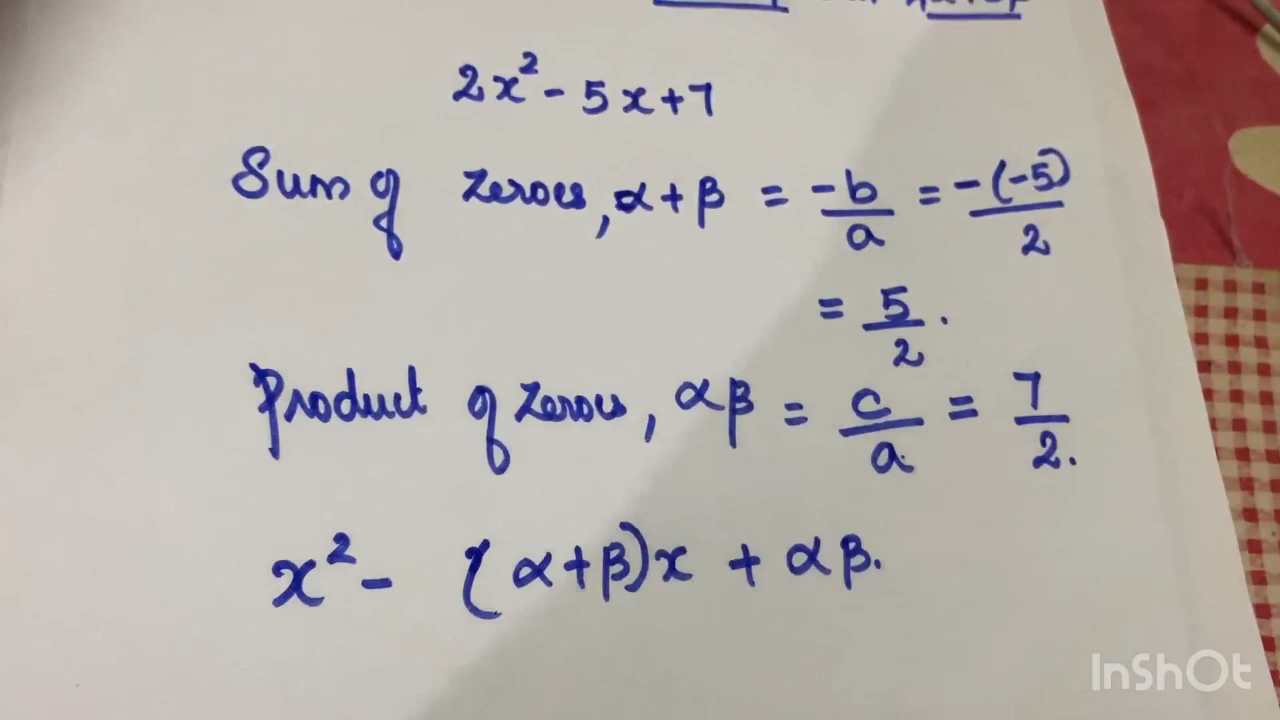 2x² - 5x + 7
Sum of zeroes, α + β = -b/a = -(-5)/2
= 5/2.
Product of zeroes, αβ = c/a = 7/2.
x² - (α + β)x + αβ.
InShOt